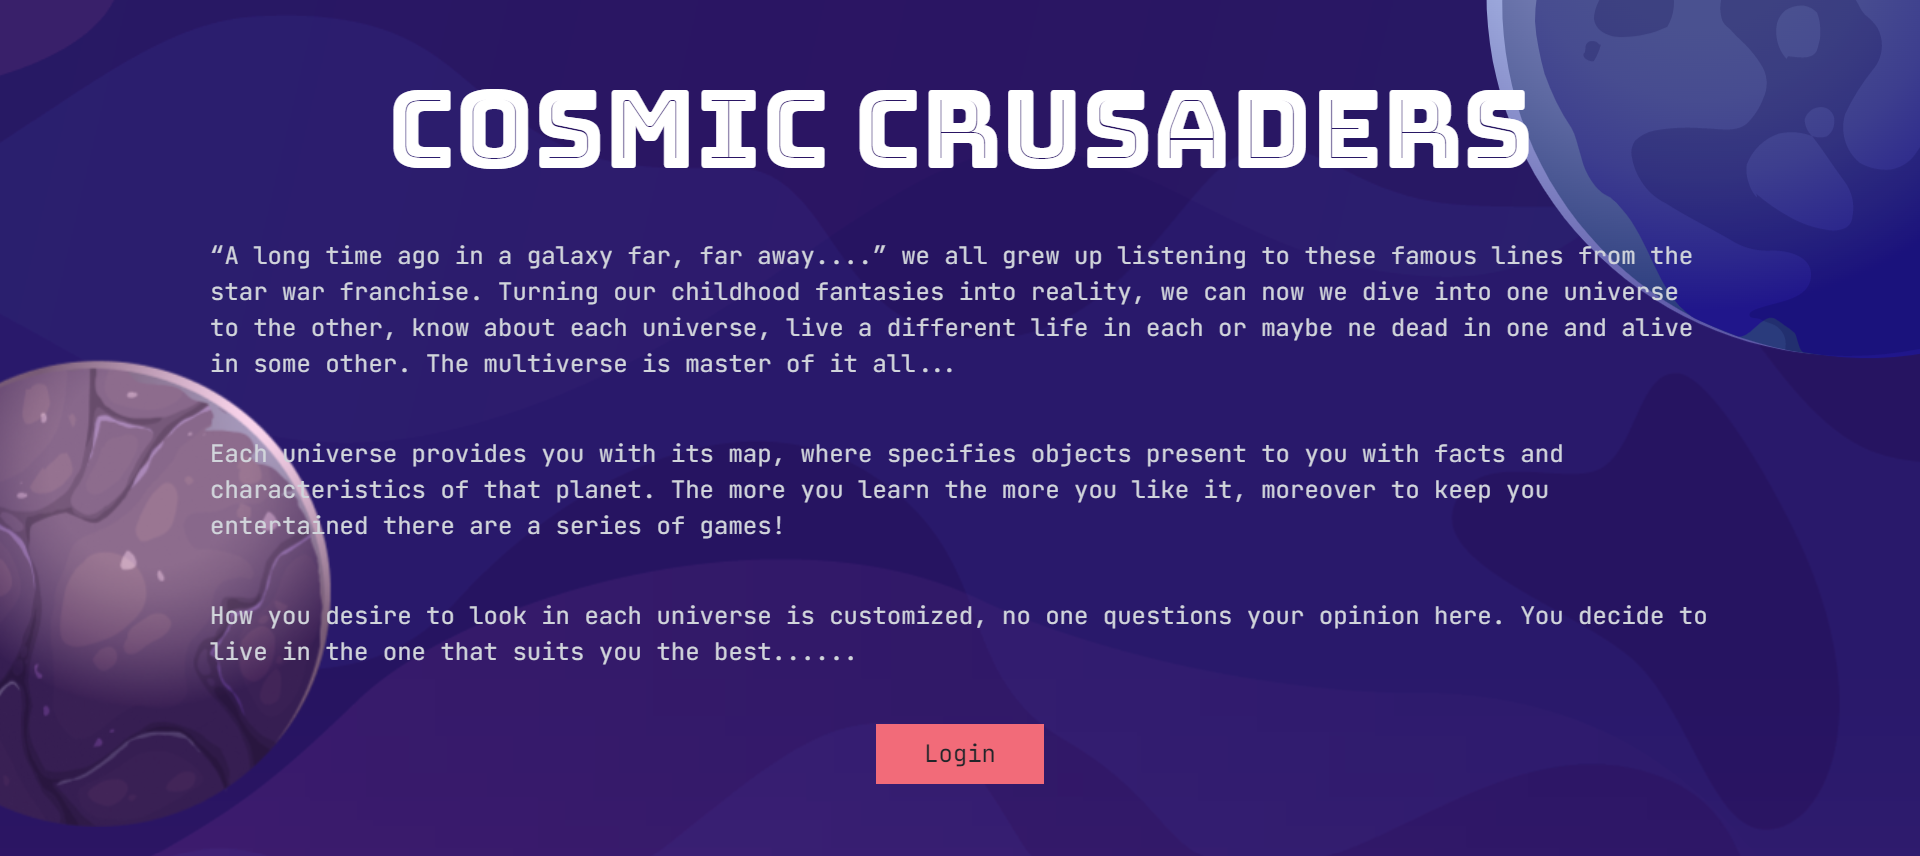 COSMIC CRUSADERS
“A long time ago in a galaxy far, far away....” we all grew up listening to these famous lines from the
star war franchise. Turning our childhood fantasies into reality, we can now we dive into one universe
to the other, know about each universe, live a different life in each or maybe ne dead in one and alive
in some other. The multiverse is master of it all...
Each universe provides you with its map, where specifies objects present to you with facts and
characteristics of that planet. The more you learn the more you like it, moreover to keep you
entertained there are a series of games!
How you desire to look in each universe is customized, no one questions your opinion here. You decide to
live in the one that suits you the best......
Login